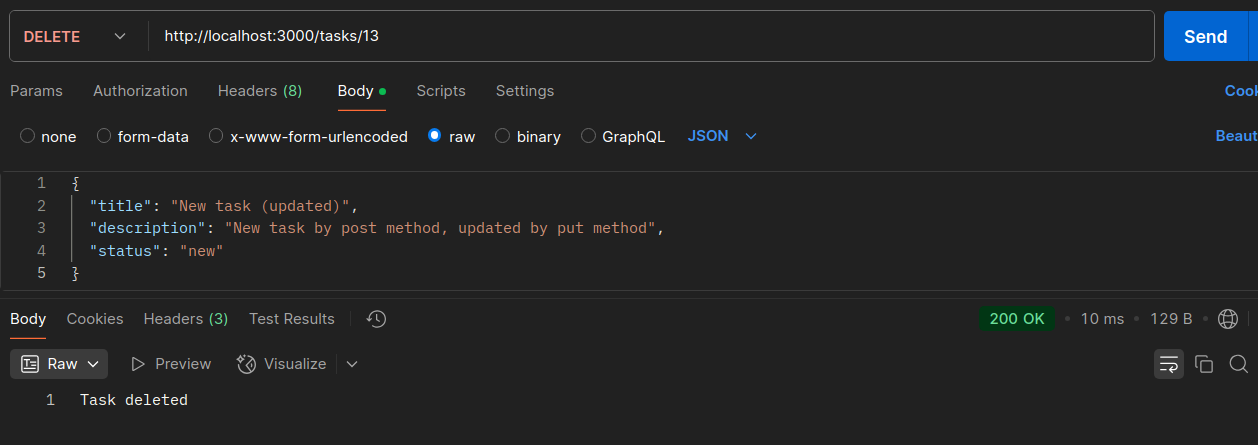 DELETE http://localhost:3000/tasks/13 Send
Params Authorization Headers (8) Body Scripts Settings
none form-data x-www-form-urlencoded raw binary GraphQL JSON
1 {
2 "title": "New task (updated)",
3 "description": "New task by post method, updated by put method",
4 "status": "new"
5 }
Body Cookies Headers (3) Test Results 200 OK • 10 ms • 129 B •
Raw Preview Visualize
1 Task deleted